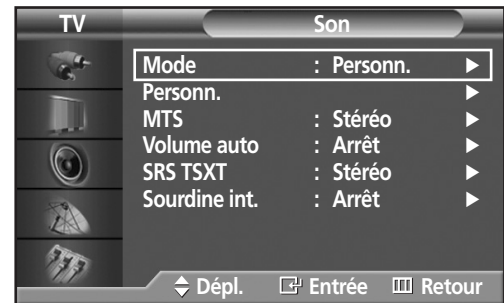 TV Son
Mode : Personn.
Personn.
MTS : Stéréo
Volume auto : Arrêt
SRS TSXT : Stéréo
Sourdine int. : Arrêt
Dépl. Entrée Retour